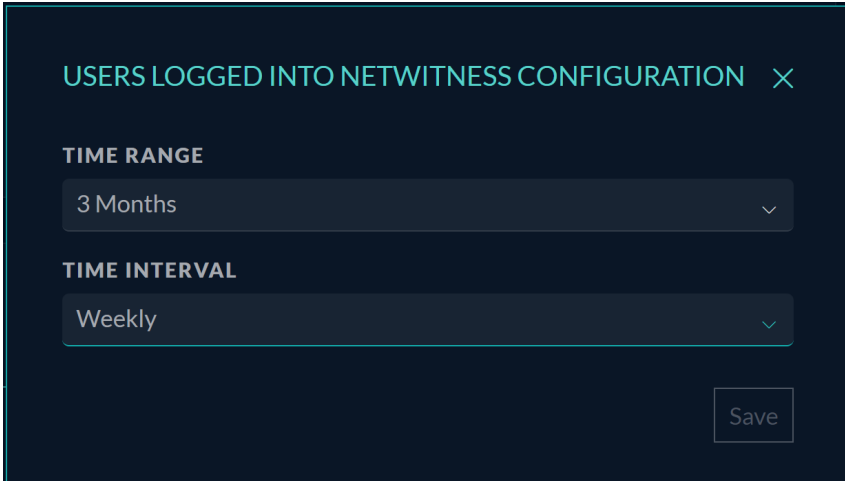 USERS LOGGED INTO NETWITNESS CONFIGURATION
TIME RANGE
3 Months
TIME INTERVAL
Weekly
Save